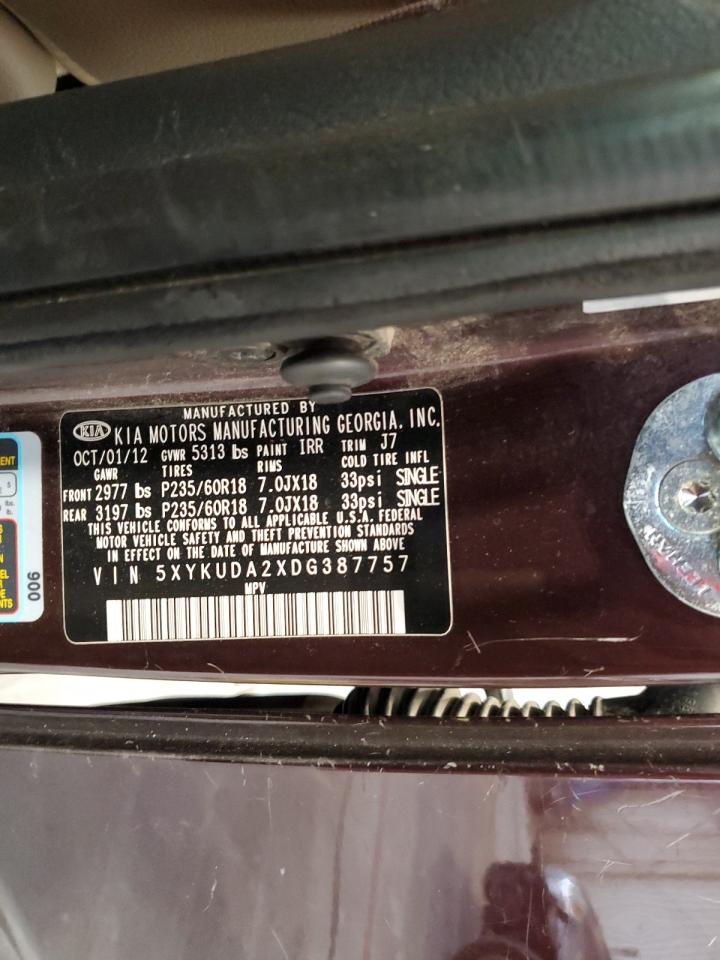 MANUFACTURED BY
KIA KIA MOTORS MANUFACTURING GEORGIA, INC.
OCT/01/12 GVWR 5313 lbs PAINT IRR TRIM J7
GAWR TIRES RIMS COLD TIRE INFL
FRONT 2977 lbs P235/60R18 7.0JX18 33psi SINGLE
REAR 3197 lbs P235/60R18 7.0JX18 33psi SINGLE
THIS VEHICLE CONFORMS TO ALL APPLICABLE U.S.A. FEDERAL
MOTOR VEHICLE SAFETY AND THEFT PREVENTION STANDARDS
IN EFFECT ON THE DATE OF MANUFACTURE SHOWN ABOVE
VIN 5XYKUDA2XDG387757
MPV
006